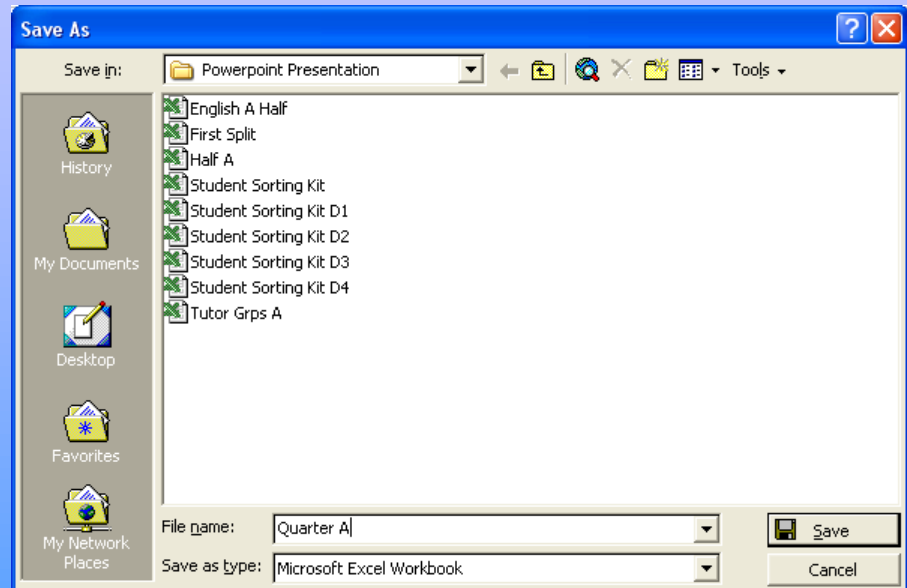 Save As
Save in:
Powerpoint Presentation
Tools
History
My Documents
Desktop
Favorites
My Network
Places
English A Half
First Split
Half A
Student Sorting Kit
Student Sorting Kit D1
Student Sorting Kit D2
Student Sorting Kit D3
Student Sorting Kit D4
Tutor Grps A
File name:
Quarter A
Save
Save as type:
Microsoft Excel Workbook
Cancel